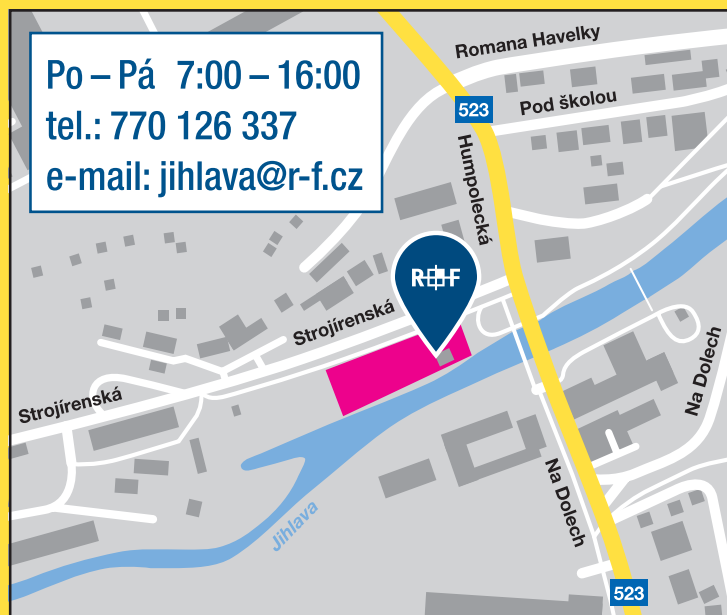 Po – Pá 7:00 – 16:00
tel.: 770 126 337
e-mail: jihlava@r-f.cz
Romana Havelky
523
Pod školou
Humpolecká
R F
Strojírenská
Strojírenská
Na Dolech
Na Dolech
Jihlava
523